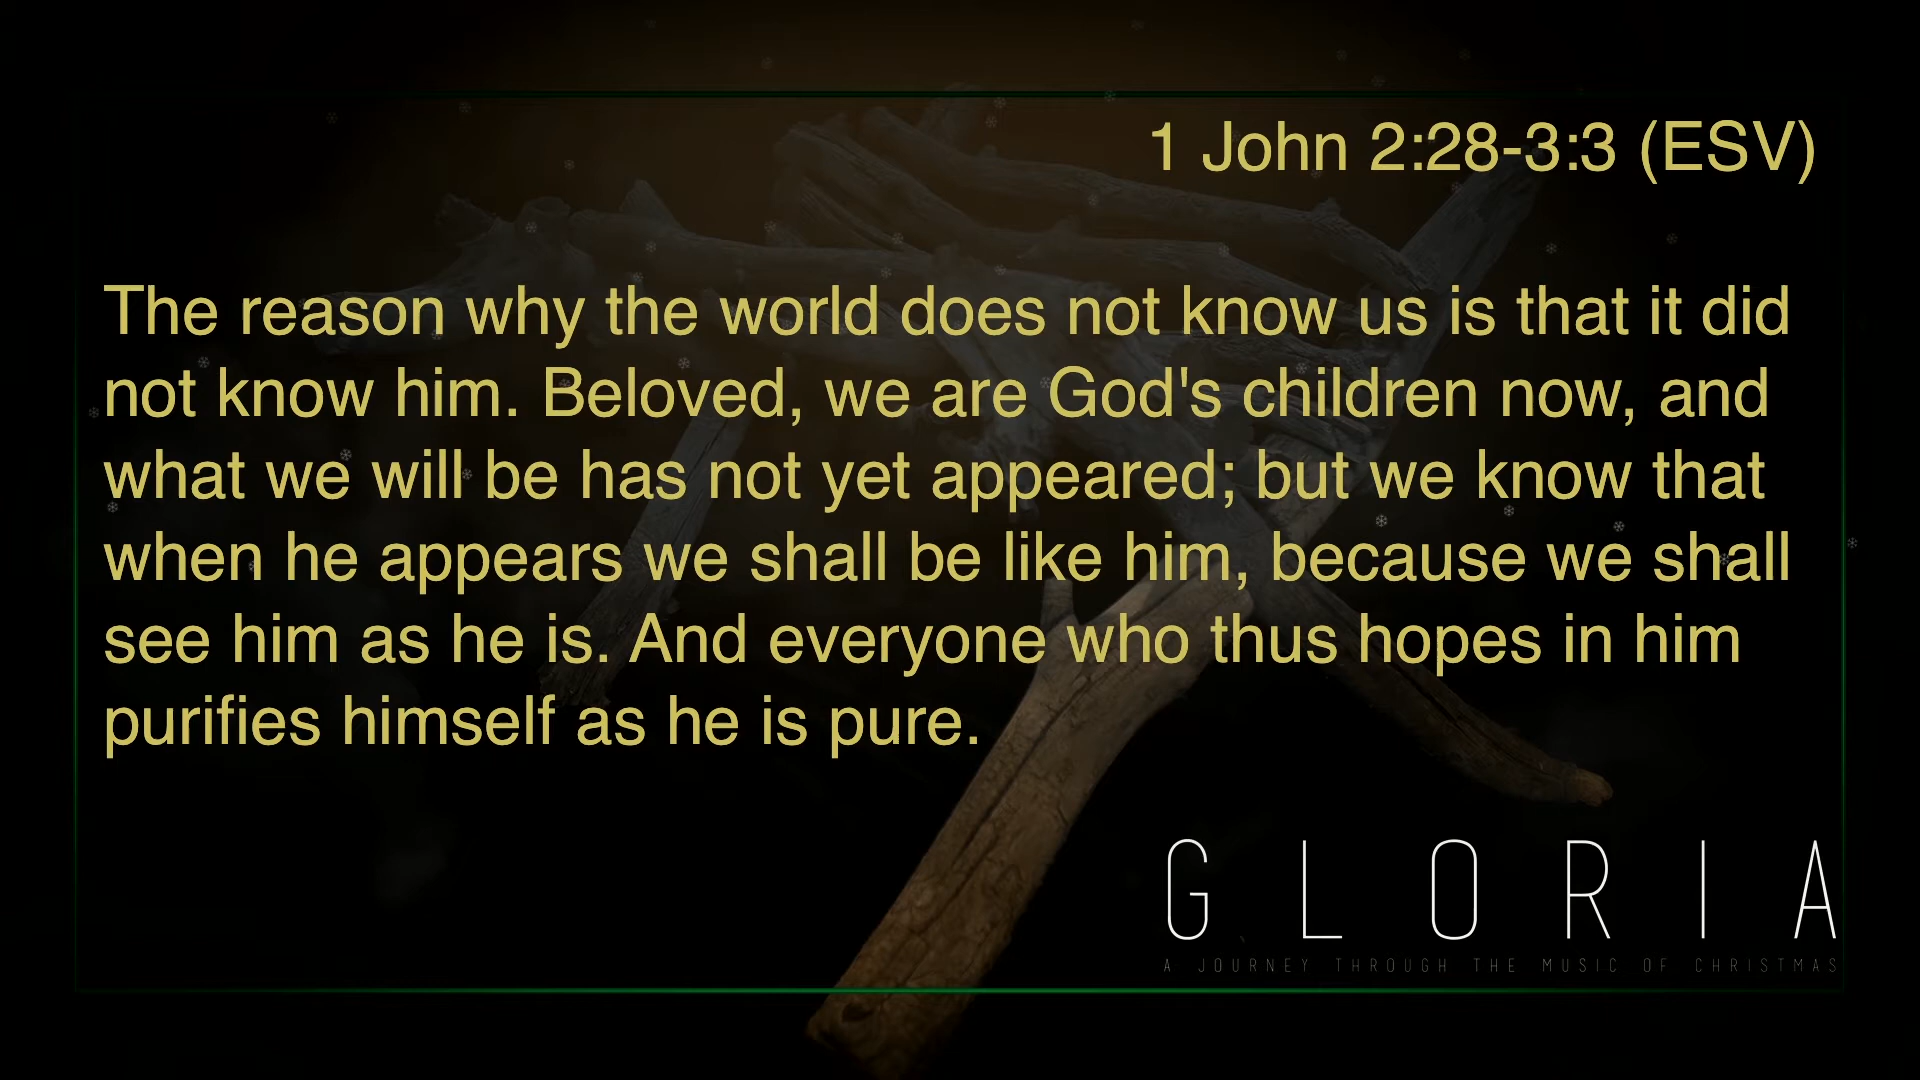 1 John 2:28-3:3 (ESV)
The reason why the world does not know us is that it did
not know him. Beloved, we are God's children now, and
what we will be has not yet appeared; but we know that
when he appears we shall be like him, because we shall
see him as he is. And everyone who thus hopes in him
purifies himself as he is pure.
GLORIA
A JOURNEY THROUGH THE MUSIC OF CHRISTMAS